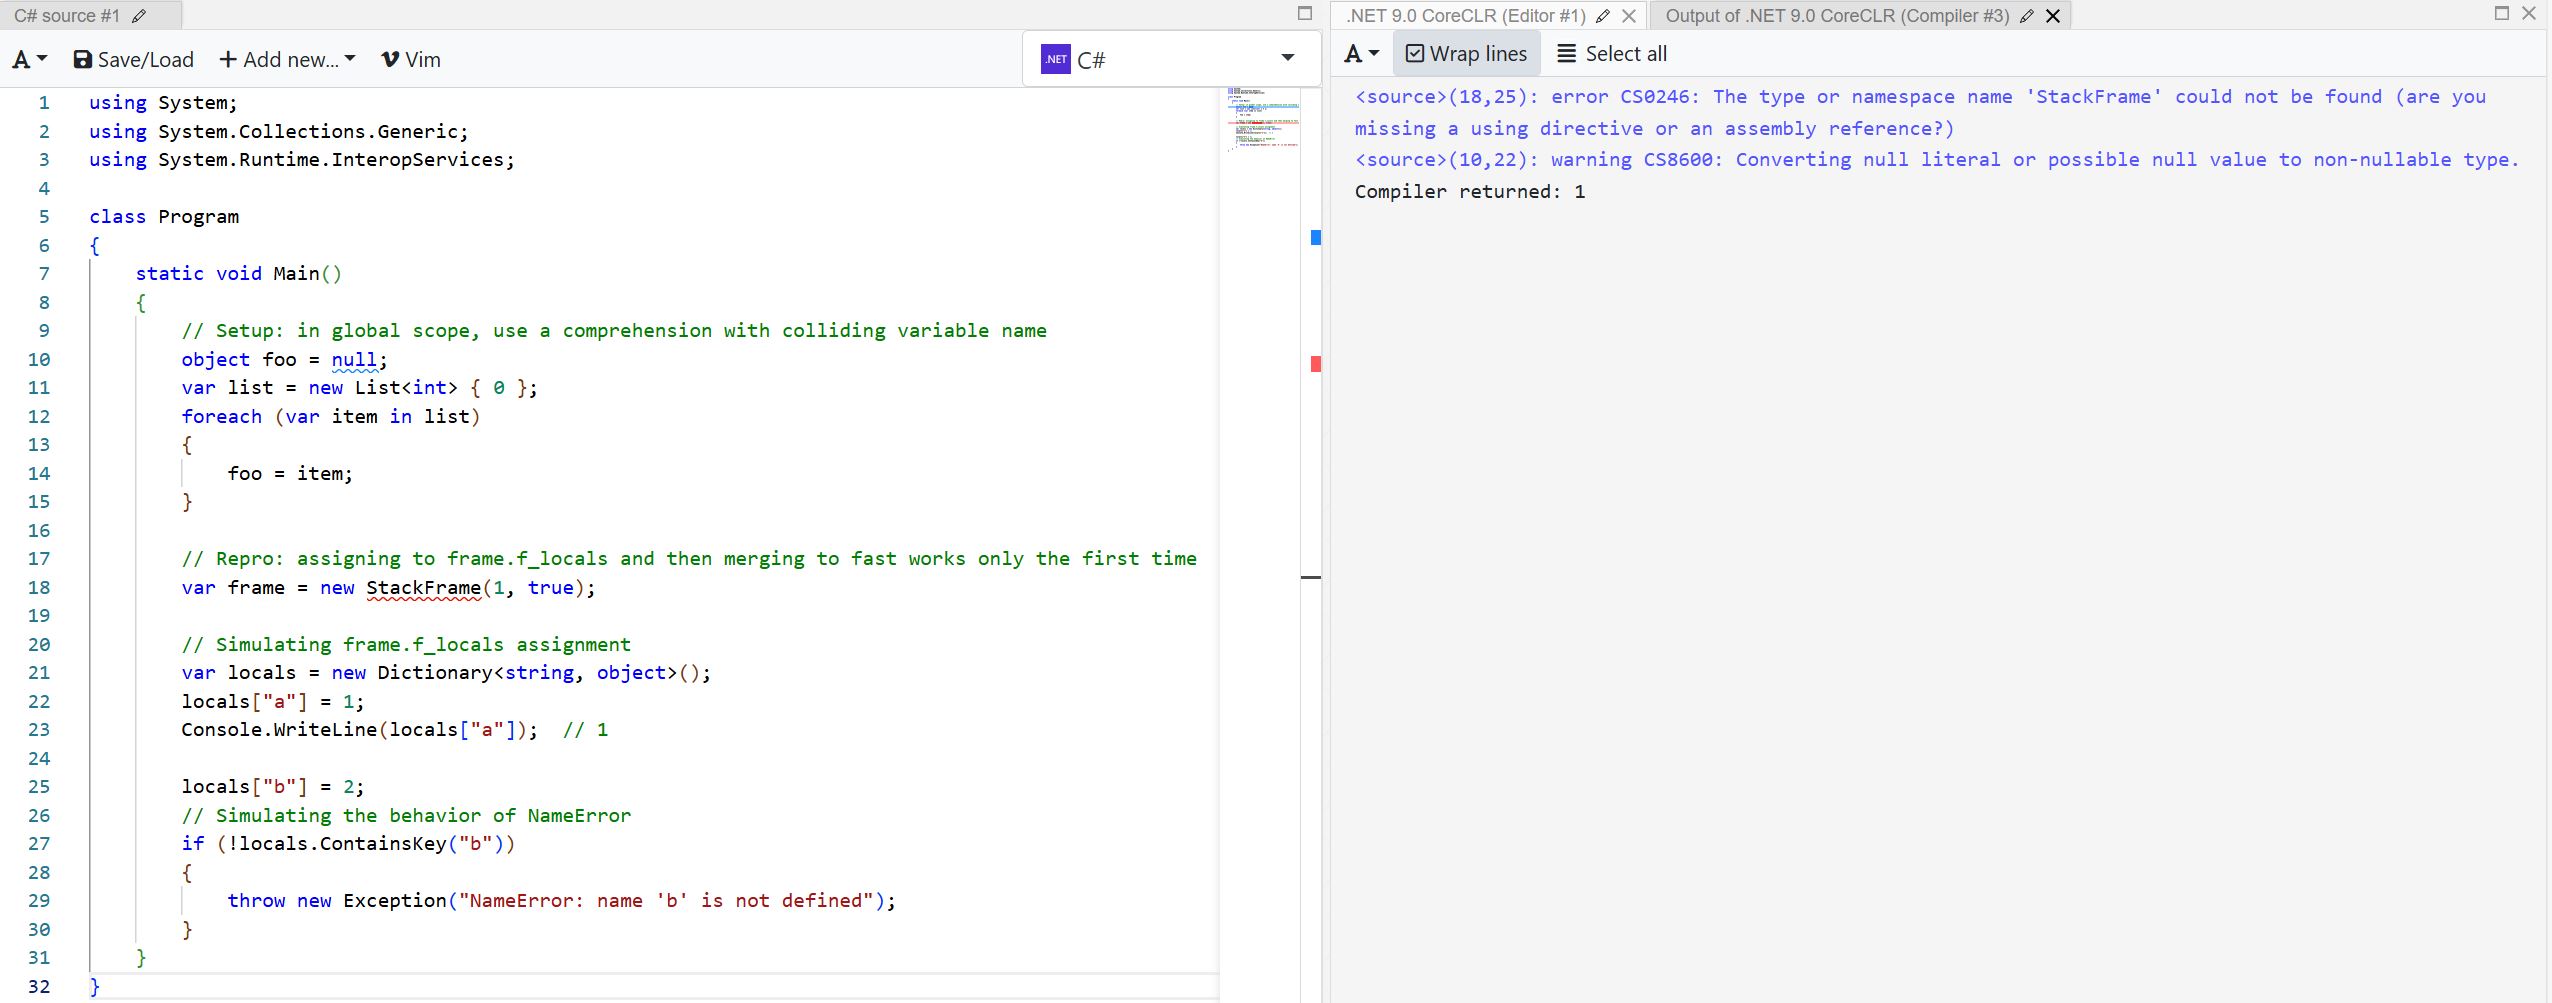 C# source #1
A Save/Load Add new... Vim
.NET C#
1 using System;
2 using System.Collections.Generic;
3 using System.Runtime.InteropServices;
4
5 class Program
6 {
7     static void Main()
8     {
9         // Setup: in global scope, use a comprehension with colliding variable name
10         object foo = null;
11         var list = new List<int> { 0 };
12         foreach (var item in list)
13         {
14             foo = item;
15         }
16
17         // Repro: assigning to frame.f_locals and then merging to fast works only the first time
18         var frame = new StackFrame(1, true);
19
20         // Simulating frame.f_locals assignment
21         var locals = new Dictionary<string, object>();
22         locals["a"] = 1;
23         Console.WriteLine(locals["a"]);  // 1
24
25         locals["b"] = 2;
26         // Simulating the behavior of NameError
27         if (!locals.ContainsKey("b"))
28         {
29             throw new Exception("NameError: name 'b' is not defined");
30         }
31     }
32 }
.NET 9.0 CoreCLR (Editor #1) Output of .NET 9.0 CoreCLR (Compiler #3)
A Wrap lines Select all
<source>(18,25): error CS0246: The type or namespace name 'StackFrame' could not be found (are you
missing a using directive or an assembly reference?)
<source>(10,22): warning CS8600: Converting null literal or possible null value to non-nullable type.
Compiler returned: 1